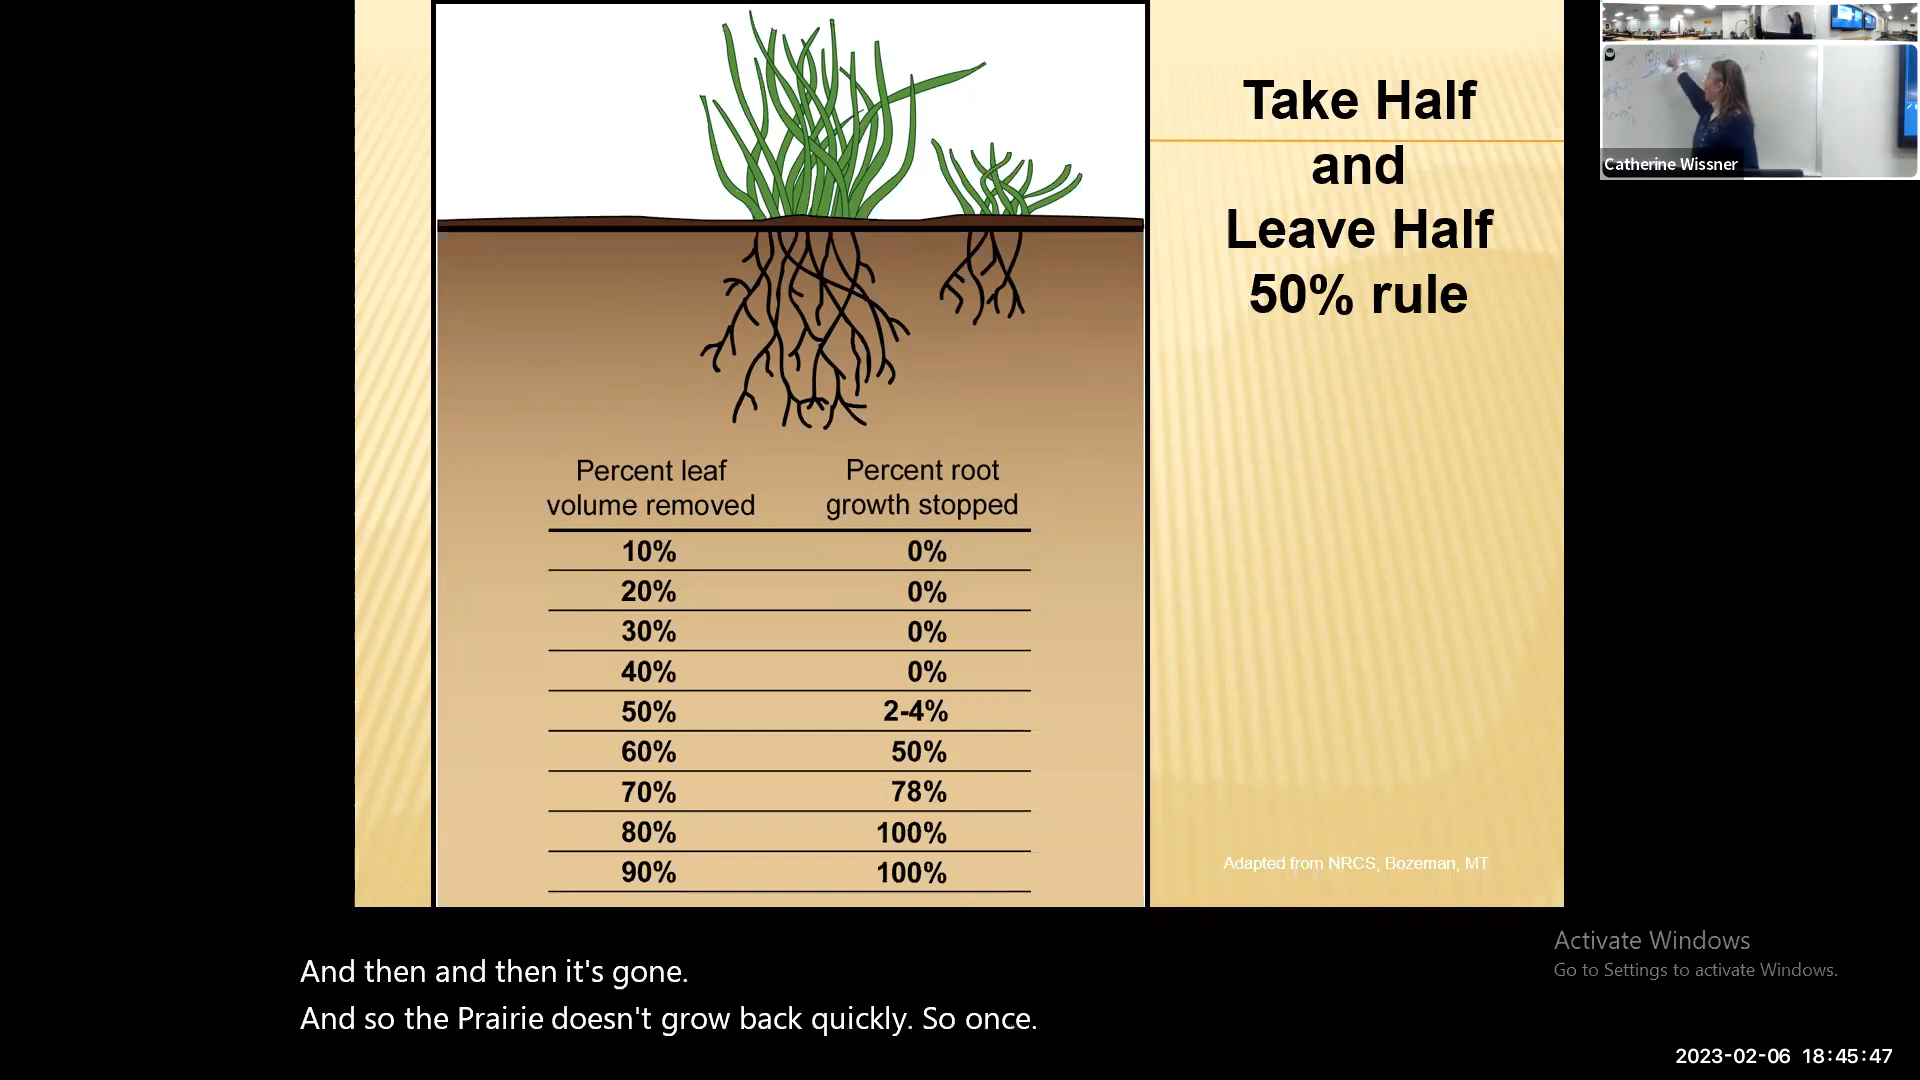 Take Half
and
Leave Half
50% rule
Catherine Wissner
Percent leaf
volume removed
Percent root
growth stopped
10% 0%
20% 0%
30% 0%
40% 0%
50% 2-4%
60% 50%
70% 78%
80% 100%
90% 100%
Adapted from NRCS, Bozeman, MT
And then and then it's gone.
And so the Prairie doesn't grow back quickly. So once.
Activate Windows
Go to Settings to activate Windows.
2023-02-06 18:45:47